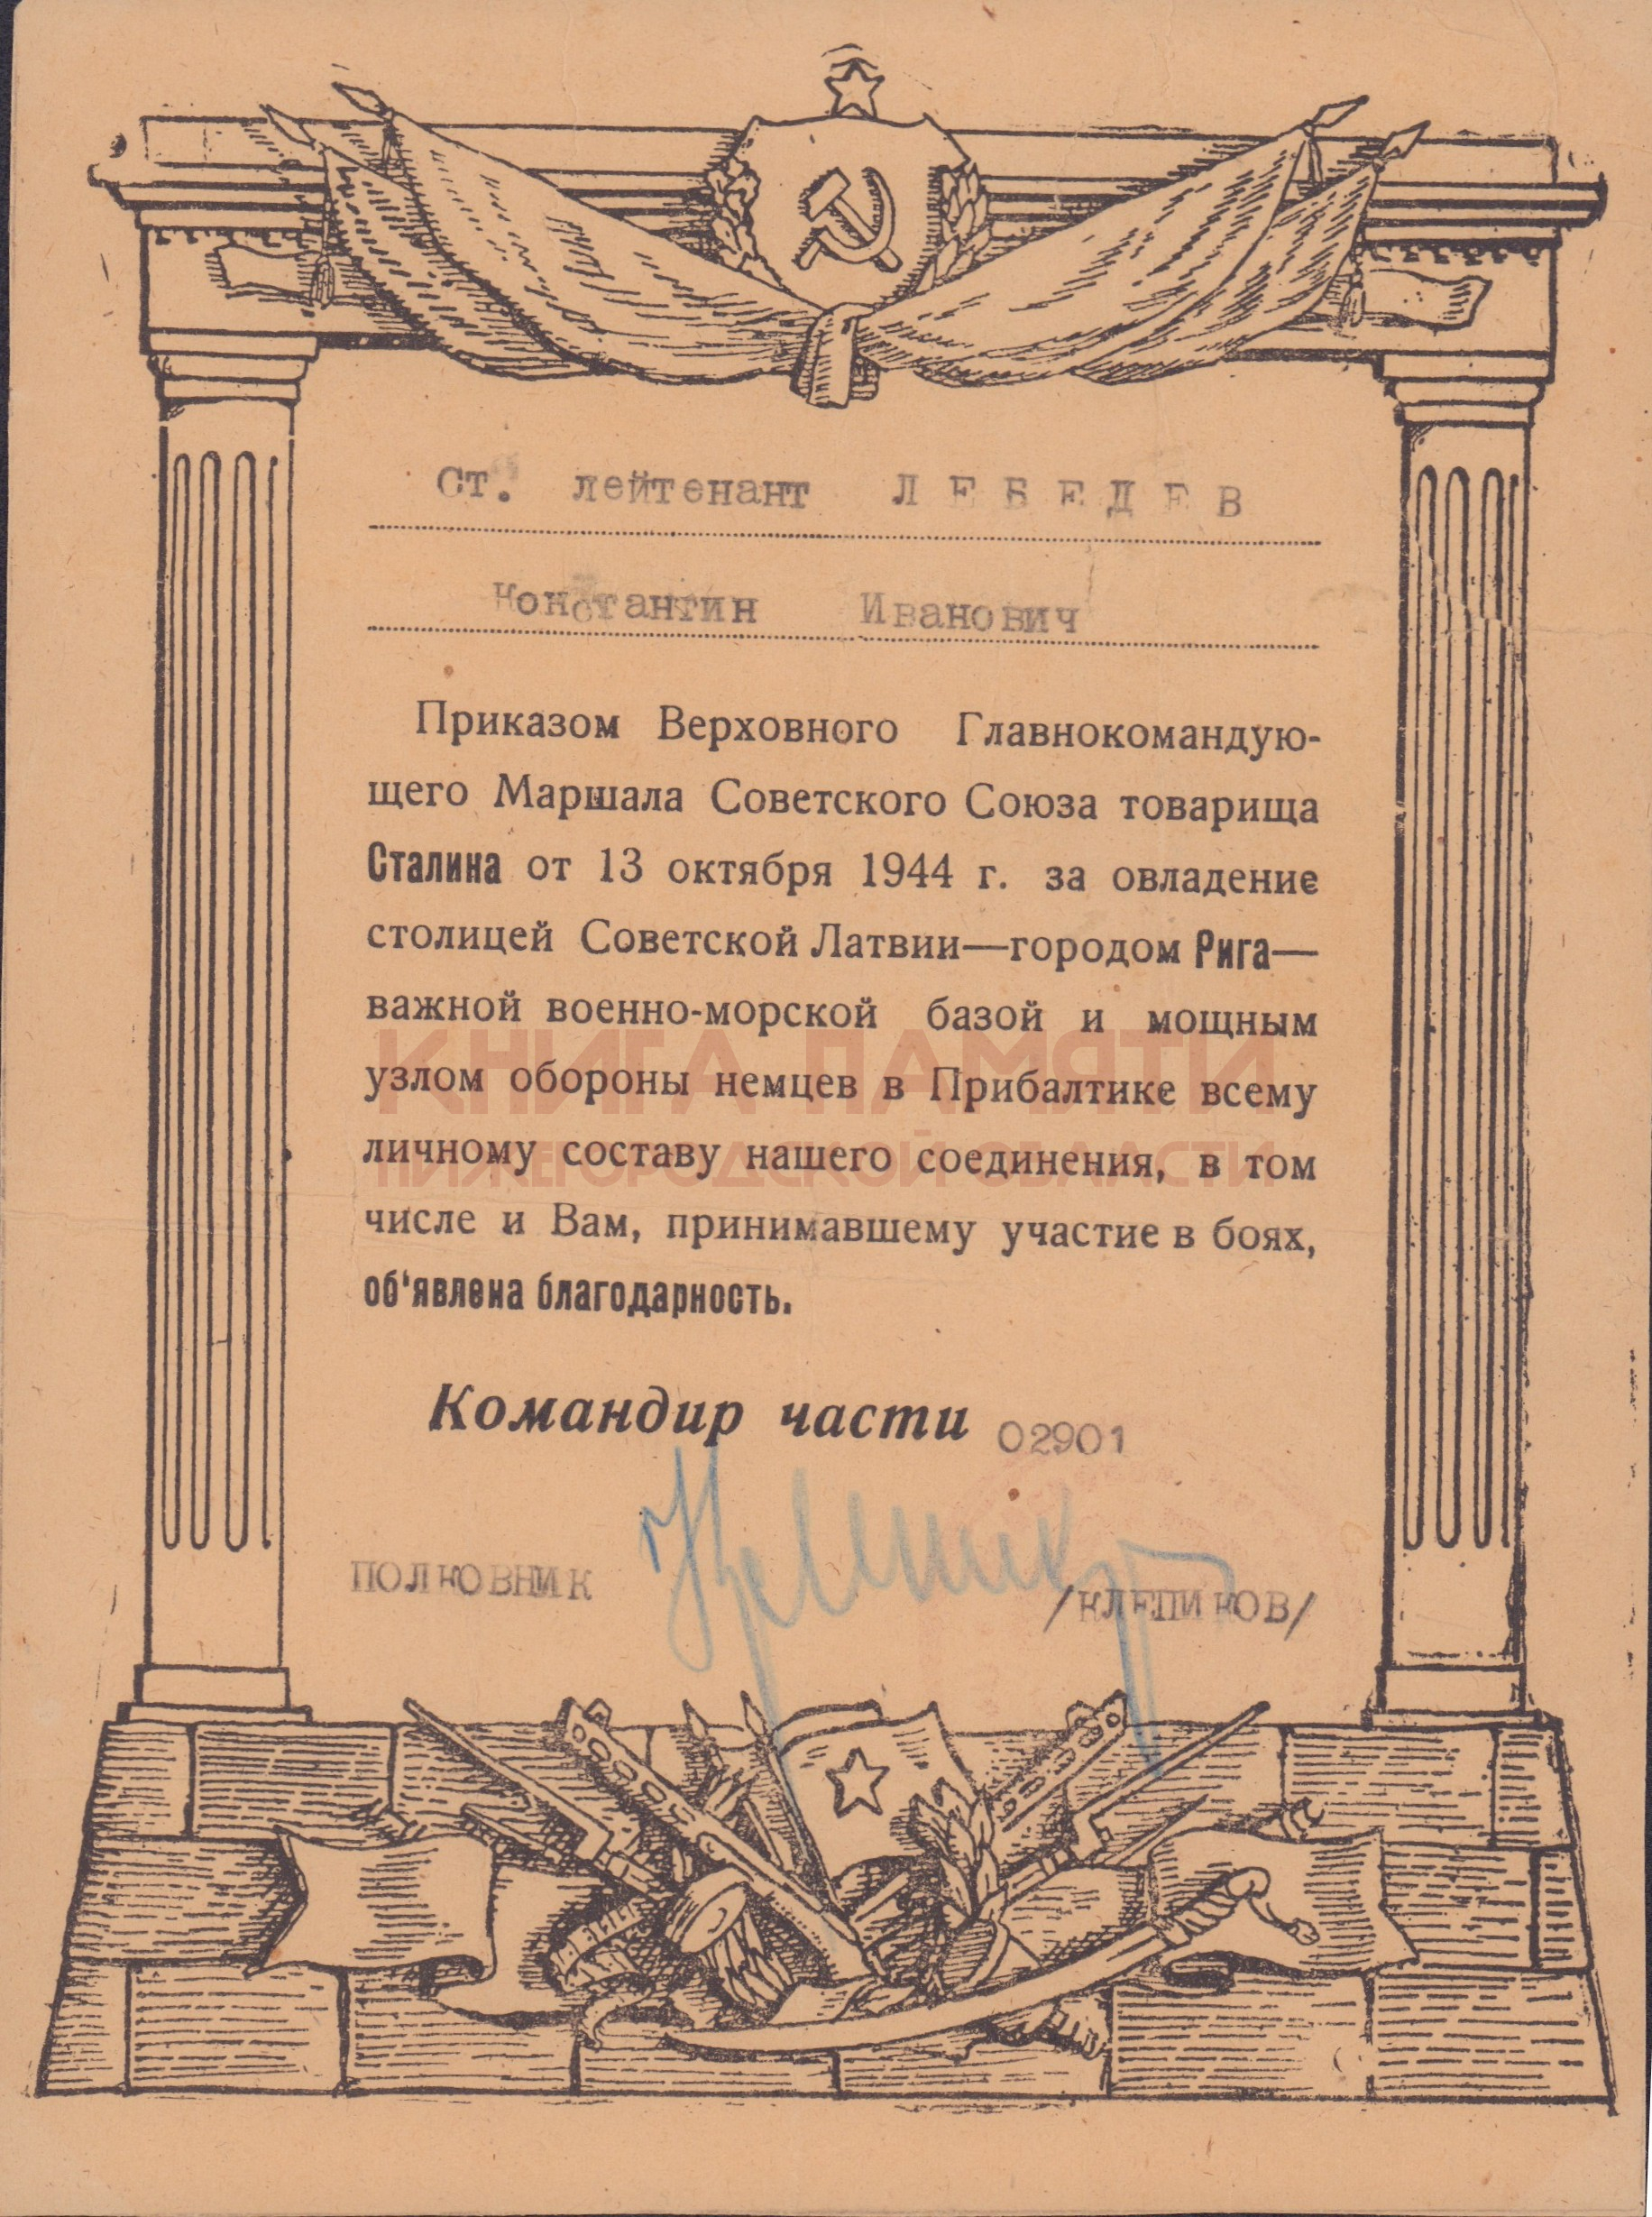 Ст. лейтенант ЛЕБЕДЕВ
Константин Иванович
Приказом Верховного Главнокомандую-
щего Маршала Советского Союза товарища
Сталина от 13 октября 1944 г. за овладение
столицей Советской Латвии—городом Рига—
важной военно-морской базой и мощным
узлом обороны немцев в Прибалтике всему
личному составу нашего соединения, в том
числе и Вам, принимавшему участие в боях,
об'явлена благодарность.
Командир части 02901
ПОЛКОВНИК /КЛЕПИКОВ/
КНИГА ПАМЯТИ
НИЖЕГОРОДСКОЙ ОБЛАСТИ